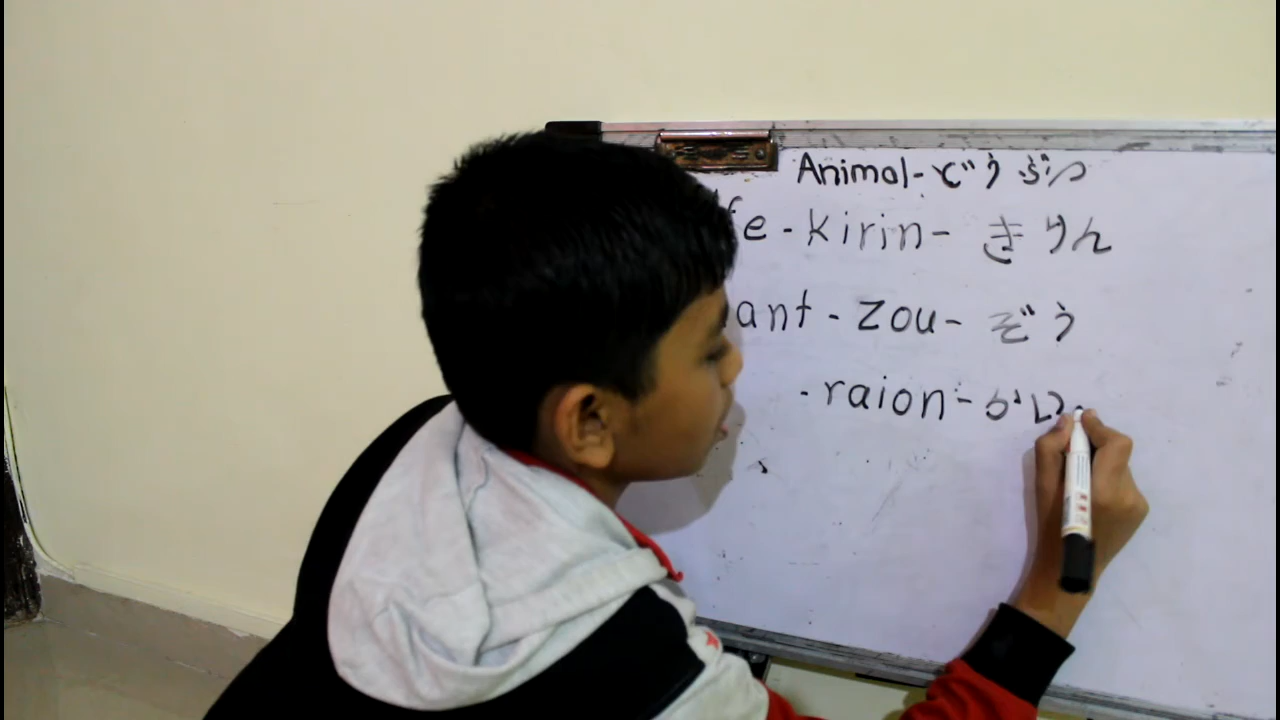 Animal - どうぶつ
fe - kirin - きりん
ant - zou - ぞう
- raion -